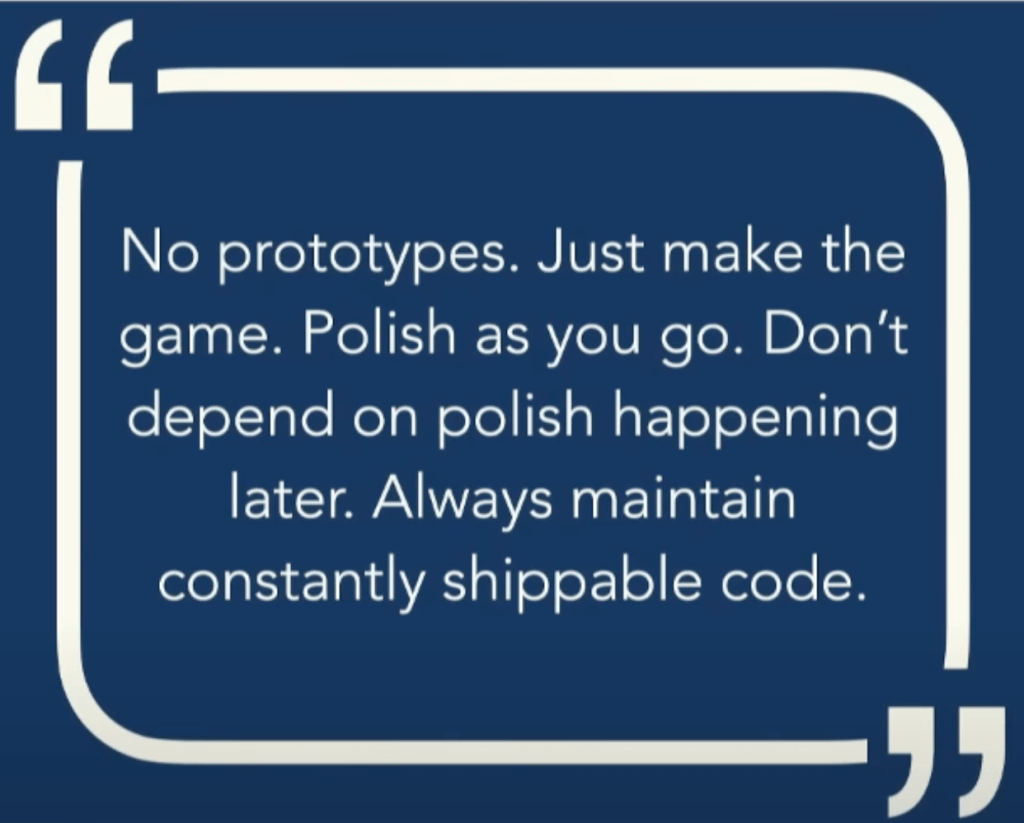 “
No prototypes. Just make the
game. Polish as you go. Don’t
depend on polish happening
later. Always maintain
constantly shippable code.
”